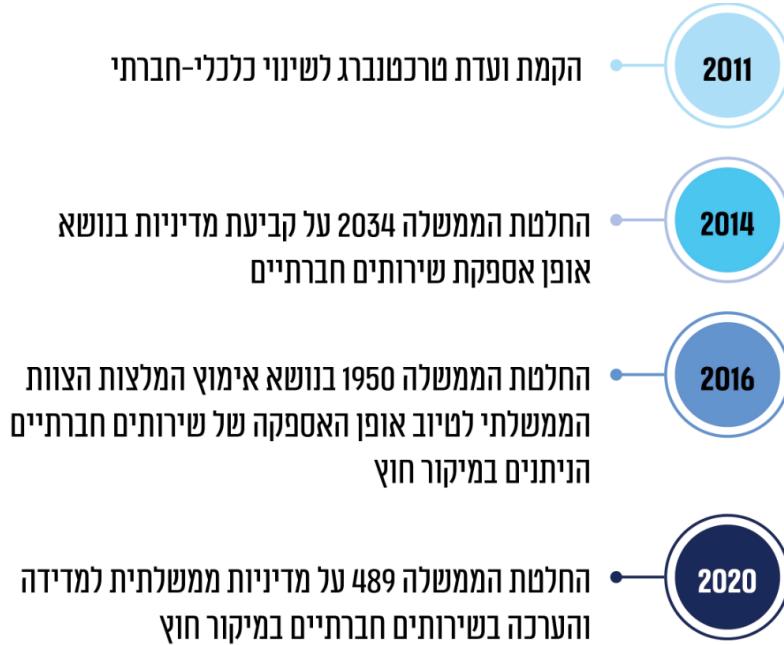 2011
הקמת ועדת טרכטנברג לשינוי כלכלי-חברתי
2014
החלטת הממשלה 2034 על קביעת מדיניות בנושא
אופן אספקת שירותים חברתיים
2016
החלטת הממשלה 1950 בנושא אימוץ המלצות הצוות
הממשלתי לטיוב אופן האספקה של שירותים חברתיים
הניתנים במיקור חוץ
2020
החלטת הממשלה 489 על מדיניות ממשלתית למדידה
והערכה בשירותים חברתיים במיקור חוץ